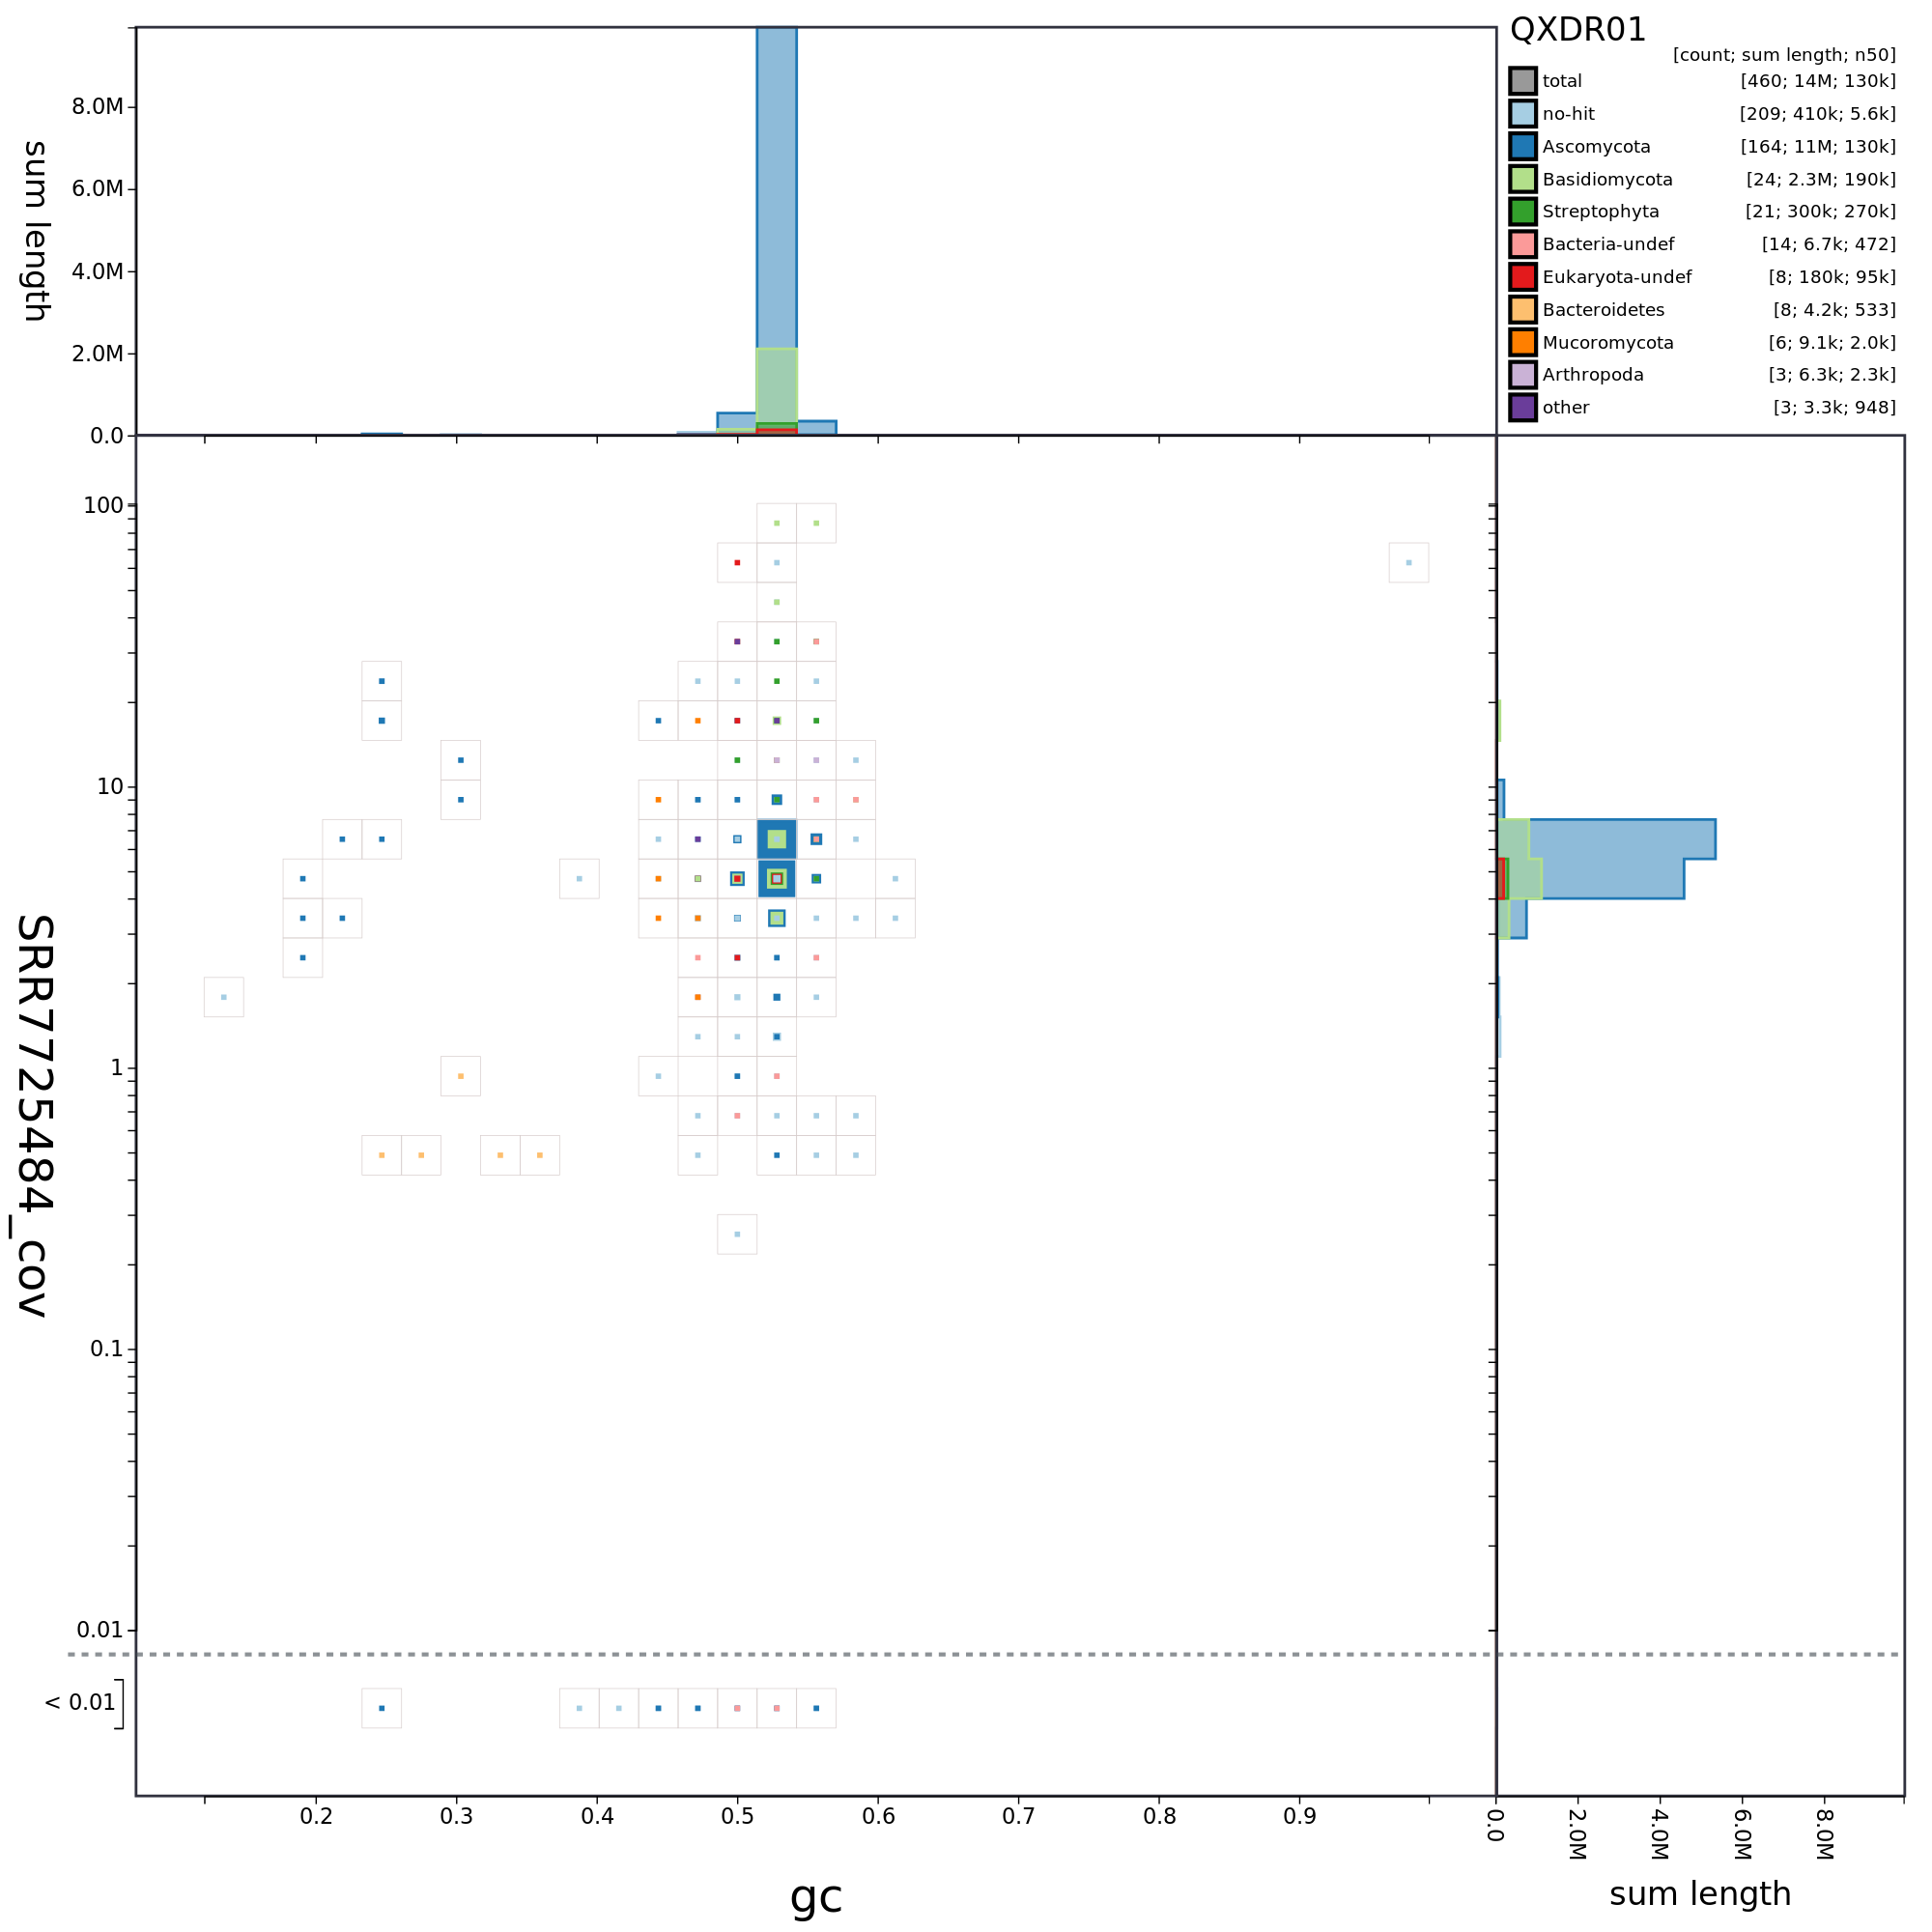 QXDR01
[count; sum length; n50]
total [460; 14M; 130k]
no-hit [209; 410k; 5.6k]
Ascomycota [164; 11M; 130k]
Basidiomycota [24; 2.3M; 190k]
Streptophyta [21; 300k; 270k]
Bacteria-undef [14; 6.7k; 472]
Eukaryota-undef [8; 180k; 95k]
Bacteroidetes [8; 4.2k; 533]
Mucoromycota [6; 9.1k; 2.0k]
Arthropoda [3; 6.3k; 2.3k]
other [3; 3.3k; 948]
sum length
8.0M
6.0M
4.0M
2.0M
0.0
SRR7725484_cov
100
10
1
0.1
0.01
< 0.01
0.2 0.3 0.4 0.5 0.6 0.7 0.8 0.9
gc
0.0 2.0M 4.0M 6.0M 8.0M
sum length